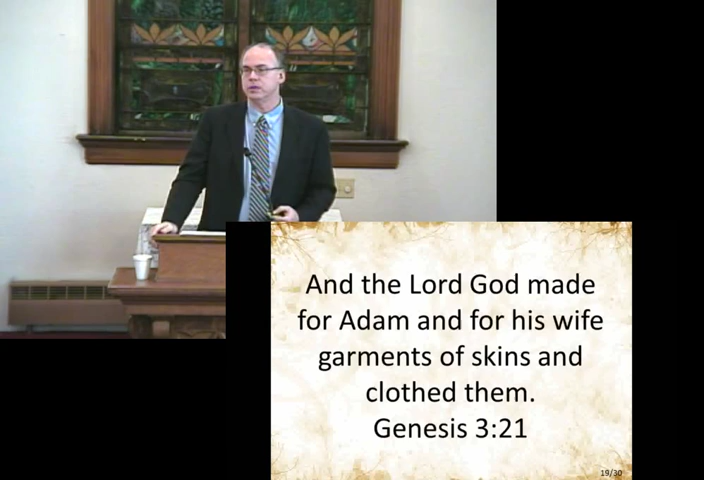 And the Lord God made
for Adam and for his wife
garments of skins and
clothed them.
Genesis 3:21
19/30